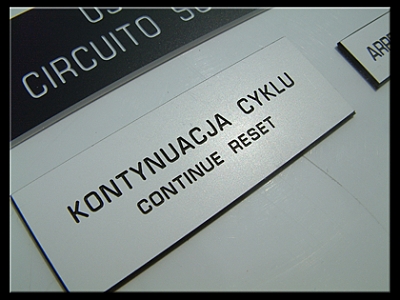 CIRCUITO
KONTYNUACJA CYKLU
CONTINUE RESET